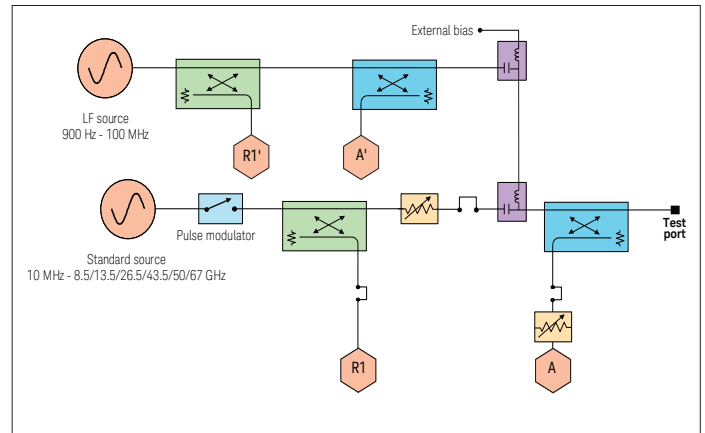 External bias
LF source
900 Hz - 100 MHz
R1'
A'
Pulse modulator
Test
port
Standard source
10 MHz - 8.5/13.5/26.5/43.5/50/67 GHz
R1
A